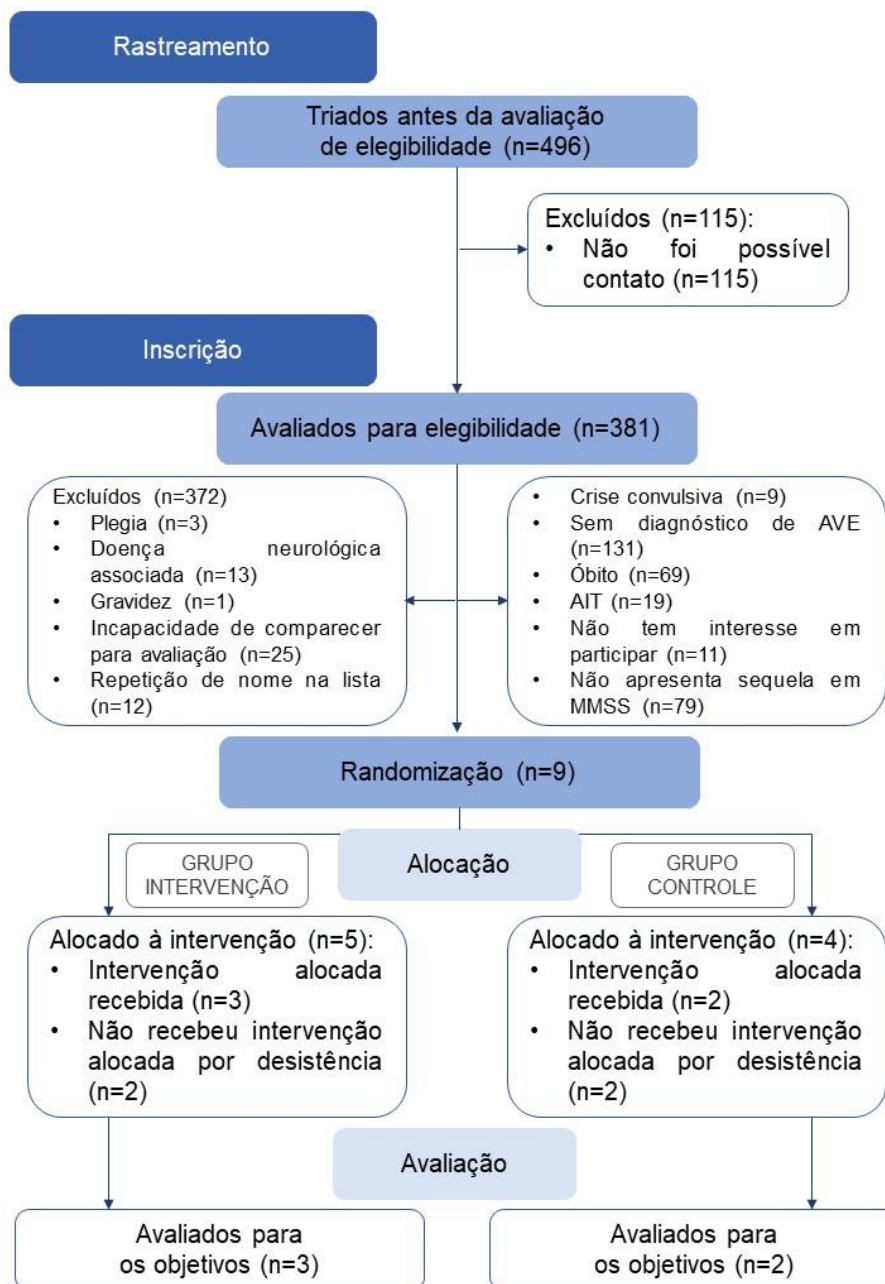 Rastreamento
Triados antes da avaliação
de elegibilidade (n=496)
Excluídos (n=115):
• Não foi possível
contato (n=115)
Inscrição
Avaliados para elegibilidade (n=381)
Excluídos (n=372)
• Plegia (n=3)
• Doença neurológica
associada (n=13)
• Gravidez (n=1)
• Incapacidade de comparecer
para avaliação (n=25)
• Repetição de nome na lista
(n=12)
• Crise convulsiva (n=9)
• Sem diagnóstico de AVE
(n=131)
• Óbito (n=69)
• AIT (n=19)
• Não tem interesse em
participar (n=11)
• Não apresenta sequela em
MMSS (n=79)
Randomização (n=9)
Alocação
GRUPO
INTERVENÇÃO
GRUPO
CONTROLE
Alocado à intervenção (n=5):
• Intervenção alocada
recebida (n=3)
• Não recebeu intervenção
alocada por desistência
(n=2)
Alocado à intervenção (n=4):
• Intervenção alocada
recebida (n=2)
• Não recebeu intervenção
alocada por desistência
(n=2)
Avaliação
Avaliados para
os objetivos (n=3)
Avaliados para
os objetivos (n=2)